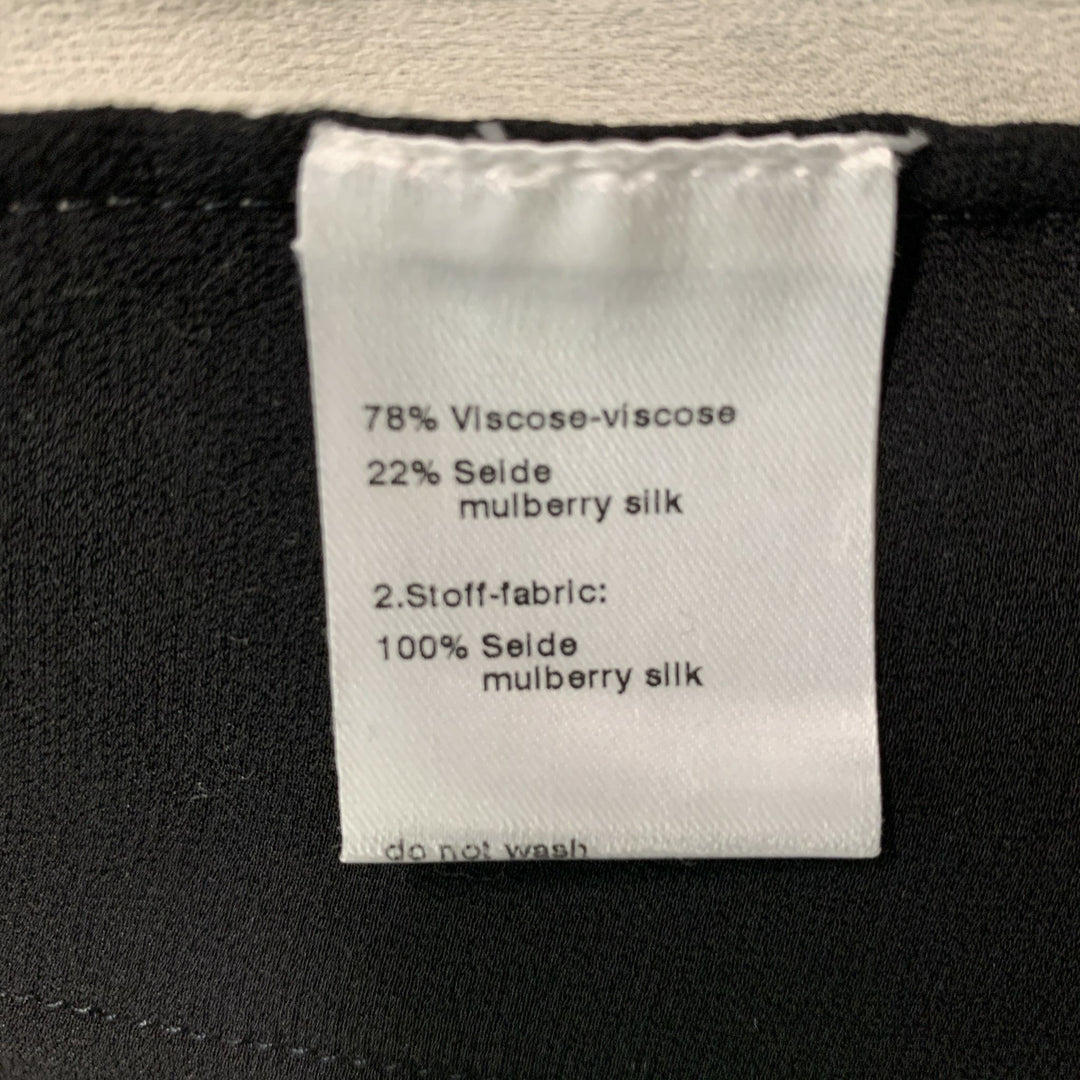 78% Viscose-viscose
22% Seide
mulberry silk
2.Stoff-fabric:
100% Seide
mulberry silk
do not wash